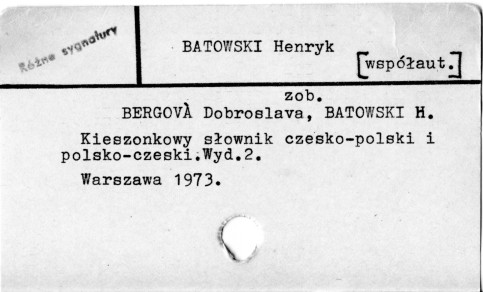 Różne sygnatury
BATOWSKI Henryk
[współaut.]
zob.
BERGOVÀ Dobroslava, BATOWSKI H.
Kieszonkowy słownik czesko-polski i
polsko-czeski.Wyd.2.
Warszawa 1973.